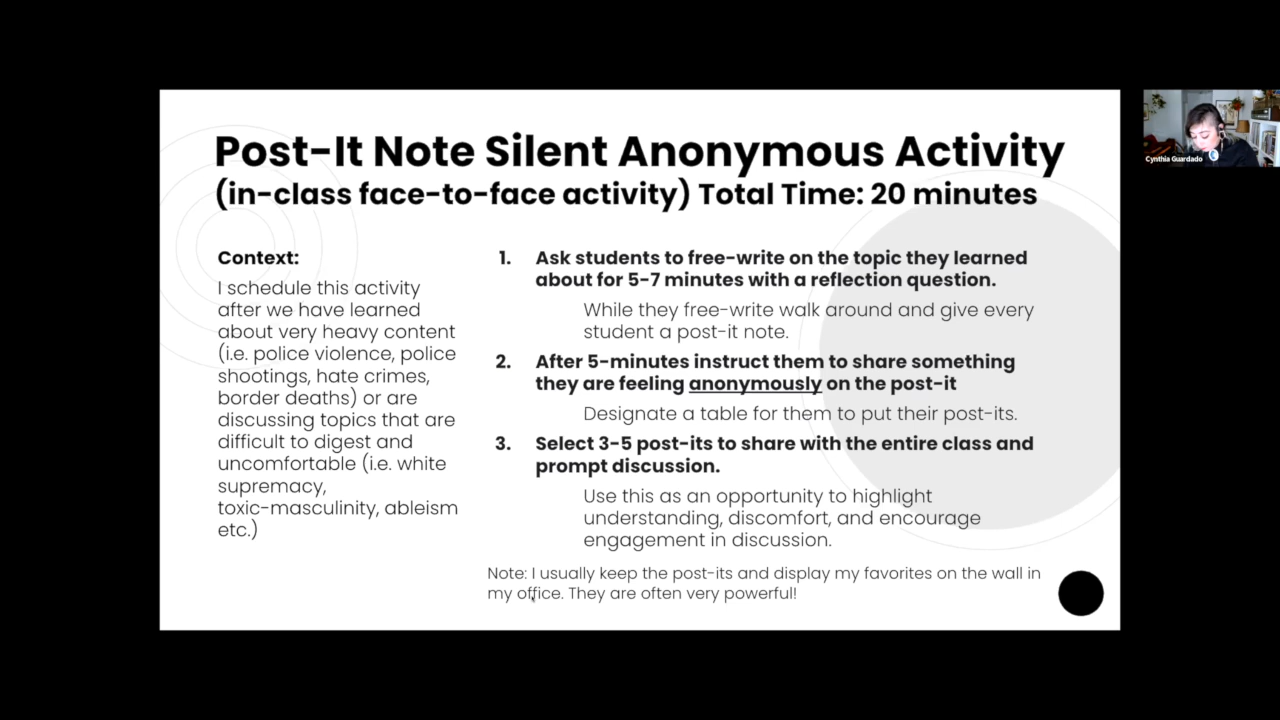 Post-It Note Silent Anonymous Activity
(in-class face-to-face activity) Total Time: 20 minutes
Context:
I schedule this activity
after we have learned
about very heavy content
(i.e. police violence, police
shootings, hate crimes,
border deaths) or are
discussing topics that are
difficult to digest and
uncomfortable (i.e. white
supremacy,
toxic-masculinity, ableism
etc.)
1. Ask students to free-write on the topic they learned
about for 5-7 minutes with a reflection question.
While they free-write walk around and give every
student a post-it note.
2. After 5-minutes instruct them to share something
they are feeling anonymously on the post-it
Designate a table for them to put their post-its.
3. Select 3-5 post-its to share with the entire class and
prompt discussion.
Use this as an opportunity to highlight
understanding, discomfort, and encourage
engagement in discussion.
Note: I usually keep the post-its and display my favorites on the wall in
my office. They are often very powerful!
Cynthia Guardado